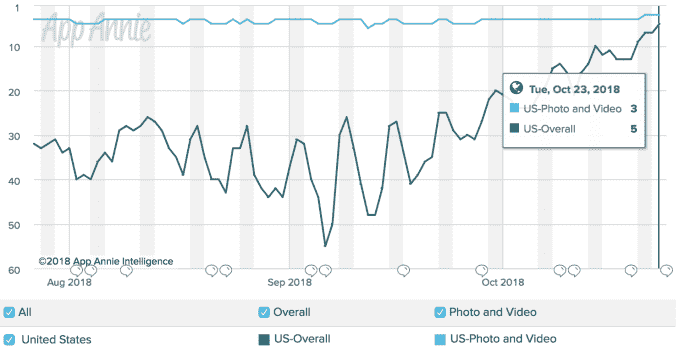 App Annie
1
10
20
30
40
50
60
Tue, Oct 23, 2018
US-Photo and Video 3
US-Overall 5
©2018 App Annie Intelligence
Aug 2018 Sep 2018 Oct 2018
All Overall Photo and Video
United States US-Overall US-Photo and Video